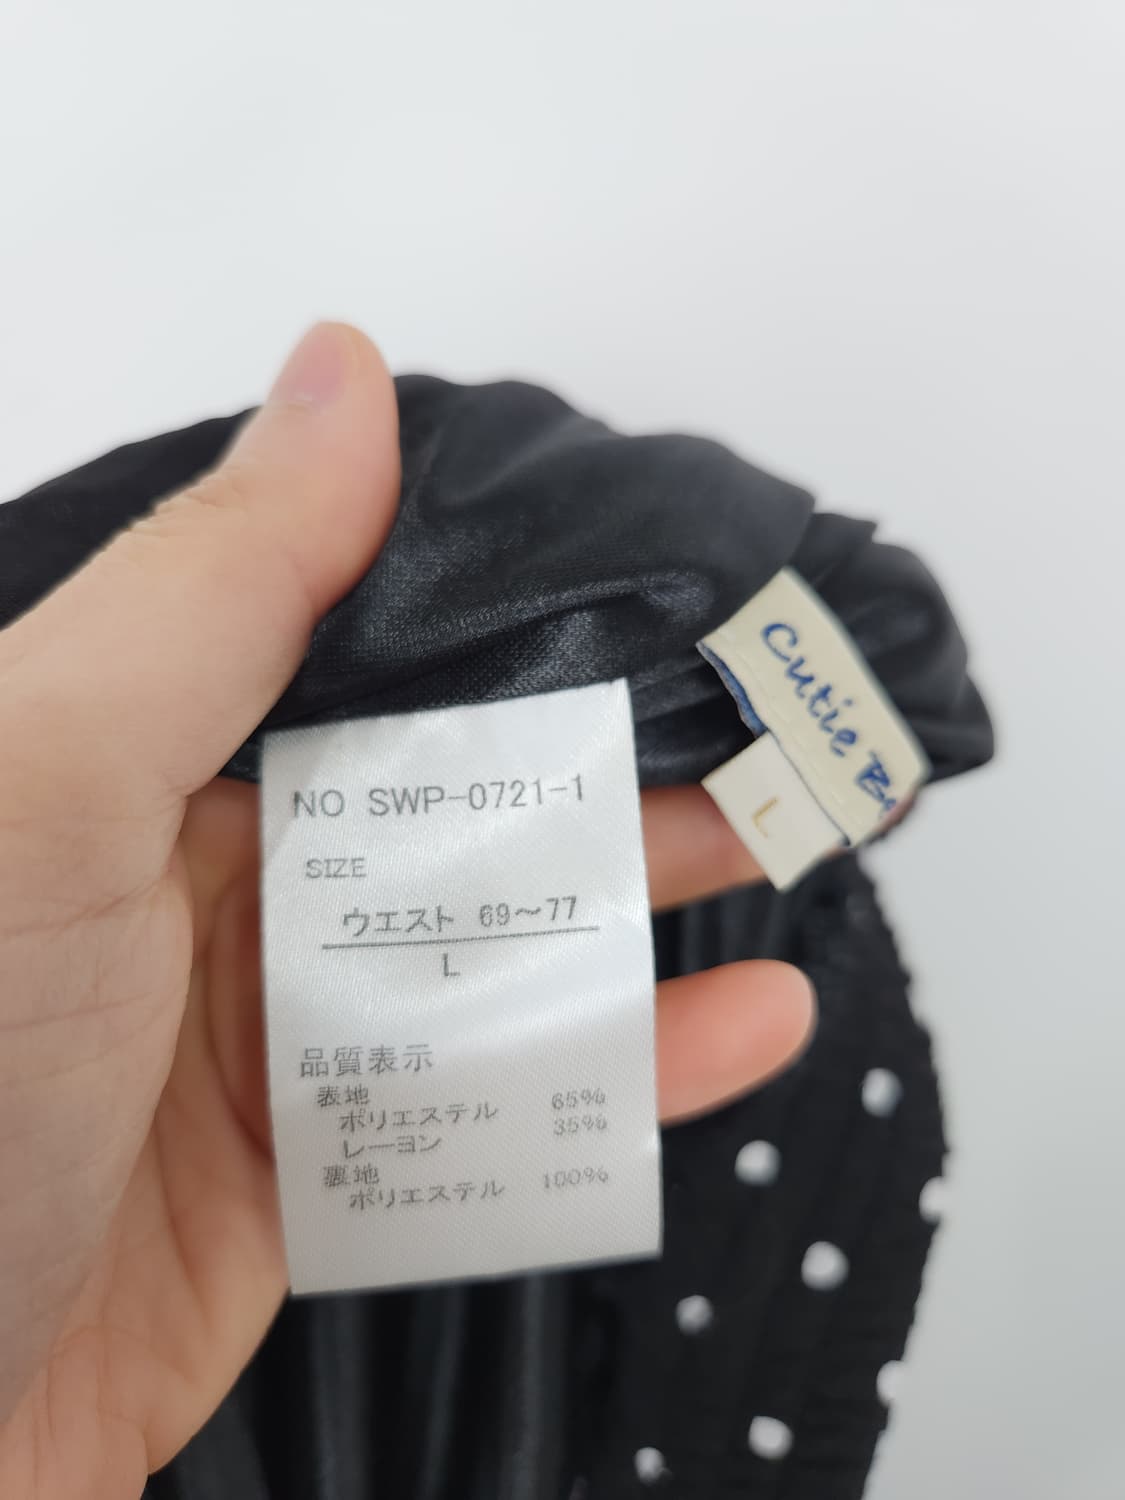 NO SWP-0721-1
SIZE
ウエスト 69～77
L
品質表示
表地
ポリエステル 65%
レーヨン 35%
裏地
ポリエステル 100%
Cutie
L